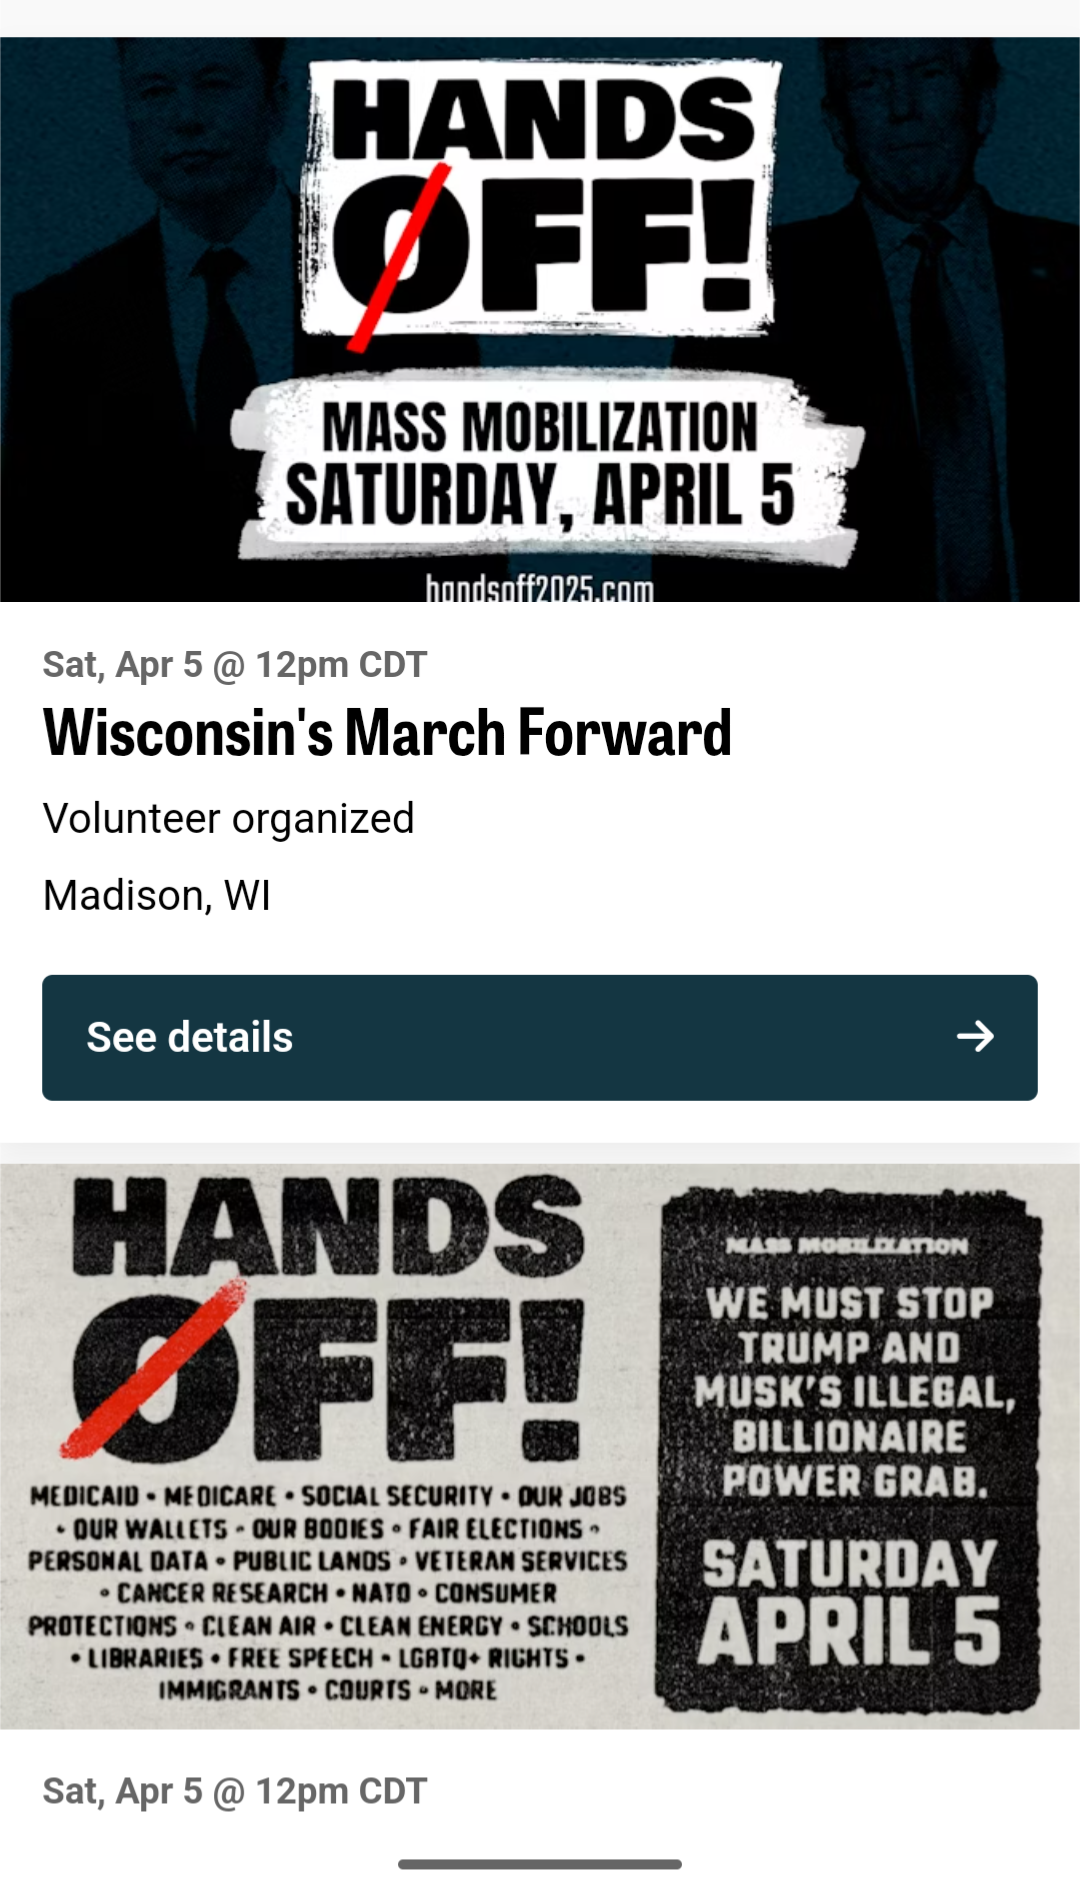 HANDS
OFF!
MASS MOBILIZATION
SATURDAY, APRIL 5
handsoff2025.com
Sat, Apr 5 @ 12pm CDT
Wisconsin's March Forward
Volunteer organized
Madison, WI
See details
HANDS
OFF!
MEDICAID • MEDICARE • SOCIAL SECURITY • OUR JOBS
• OUR WALLETS • OUR BODIES • FAIR ELECTIONS •
PERSONAL DATA • PUBLIC LANDS • VETERAN SERVICES
• CANCER RESEARCH • NATO • CONSUMER
PROTECTIONS • CLEAN AIR • CLEAN ENERGY • SCHOOLS
• LIBRARIES • FREE SPEECH • LGBTQ+ RIGHTS •
IMMIGRANTS • COURTS • MORE
MASS MOBILIZATION
WE MUST STOP
TRUMP AND
MUSK'S ILLEGAL,
BILLIONAIRE
POWER GRAB.
SATURDAY
APRIL 5
Sat, Apr 5 @ 12pm CDT